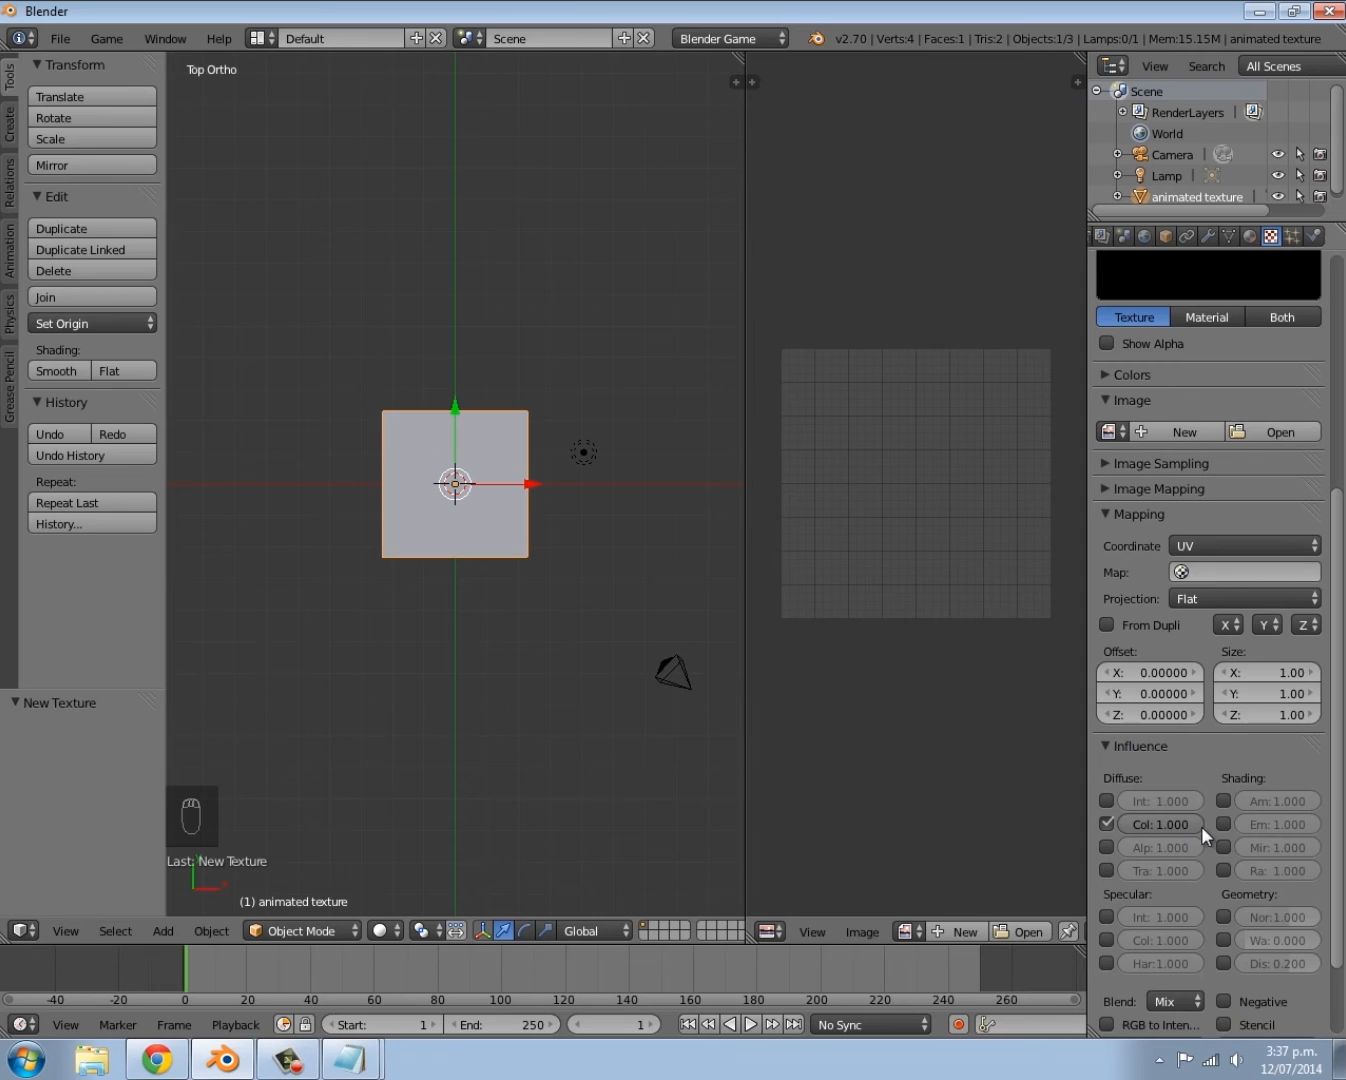 Blender
File Game Window Help Default Scene Blender Game v2.70 | Verts:4 | Faces:1 | Tris:2 | Objects:1/3 | Lamps:0/1 | Mem:15.15M | animated texture
Tools
Create
Relations
Animation
Physics
Grease Pencil
Transform
Translate
Rotate
Scale
Mirror
Edit
Duplicate
Duplicate Linked
Delete
Join
Set Origin
Shading:
Smooth Flat
History
Undo Redo
Undo History
Repeat:
Repeat Last
History...
New Texture
Top Ortho
Last: New Texture
(1) animated texture
View Select Add Object Object Mode Global
View Image New Open
View Search All Scenes
Scene
RenderLayers
World
Camera
Lamp
animated texture
Texture Material Both
Show Alpha
Colors
Image
New Open
Image Sampling
Image Mapping
Mapping
Coordinate UV
Map:
Projection: Flat
From Dupli X Y Z
Offset: Size:
X: 0.00000 X: 1.00
Y: 0.00000 Y: 1.00
Z: 0.00000 Z: 1.00
Influence
Diffuse: Shading:
Int: 1.000 Am: 1.000
Col: 1.000 Em: 1.000
Alp: 1.000 Mir: 1.000
Tra: 1.000 Ra: 1.000
Specular: Geometry:
Int: 1.000 Nor:1.000
Col: 1.000 Wa: 0.000
Har:1.000 Dis: 0.200
Blend: Mix Negative
RGB to Inten... Stencil
-40 -20 0 20 40 60 80 100 120 140 160 180 200 220 240 260
View Marker Frame Playback Start: 1 End: 250 1 No Sync
3:37 p.m.
12/07/2014